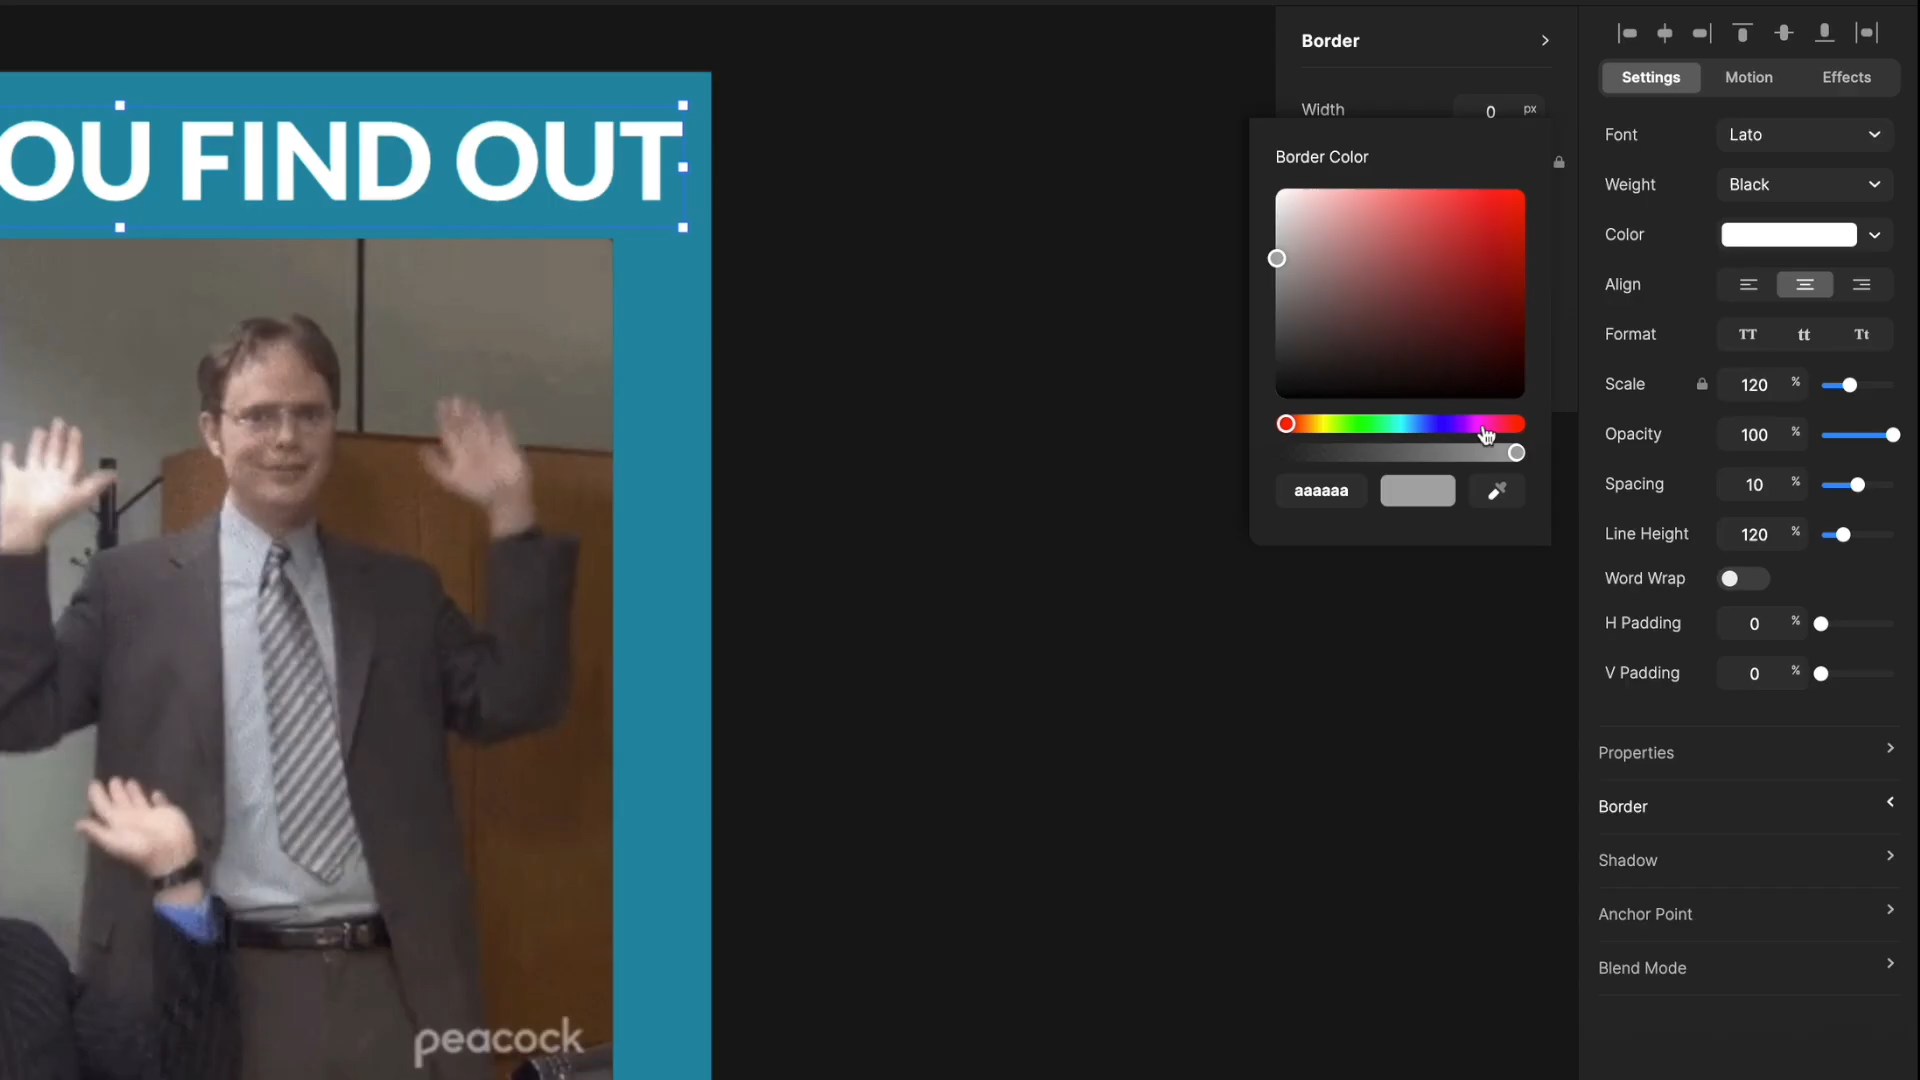 OU FIND OUT
peacock
Border
Width 0 px
Border Color
aaaaaa
Settings Motion Effects
Font Lato
Weight Black
Color
Align
Format TT tt Tt
Scale 120 %
Opacity 100 %
Spacing 10 %
Line Height 120 %
Word Wrap
H Padding 0 %
V Padding 0 %
Properties
Border
Shadow
Anchor Point
Blend Mode